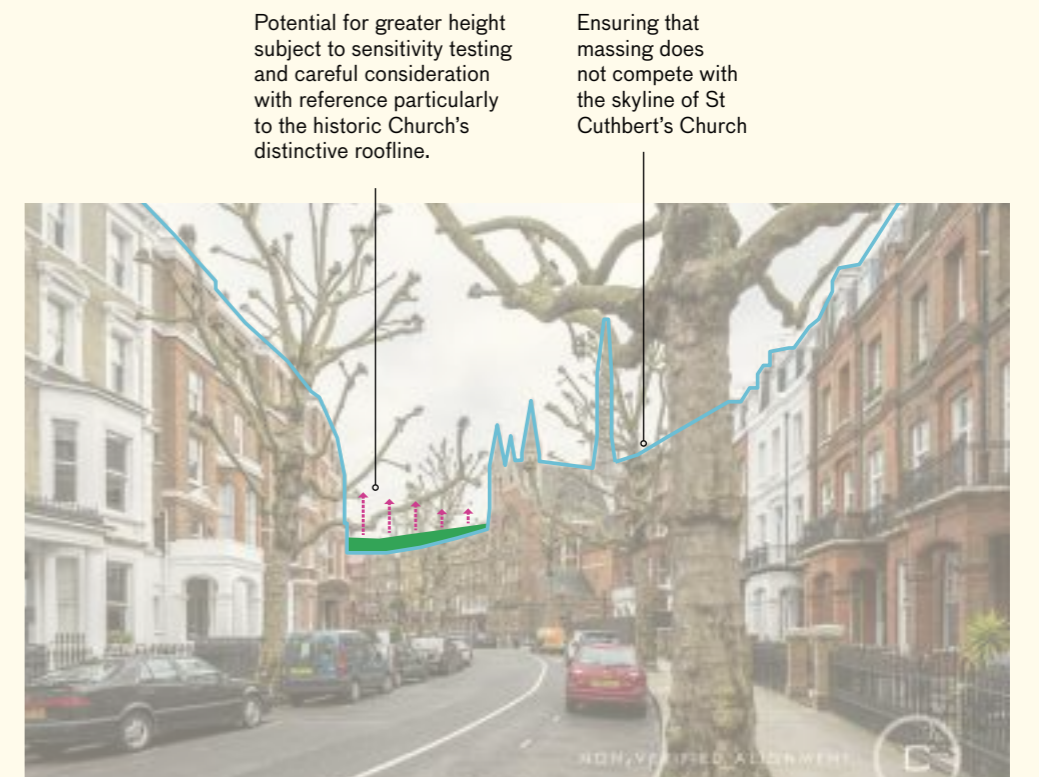 Potential for greater height
subject to sensitivity testing
and careful consideration
with reference particularly
to the historic Church's
distinctive roofline.
Ensuring that
massing does
not compete with
the skyline of St
Cuthbert's Church
NON-VERIFIED ALIGNMENT
C